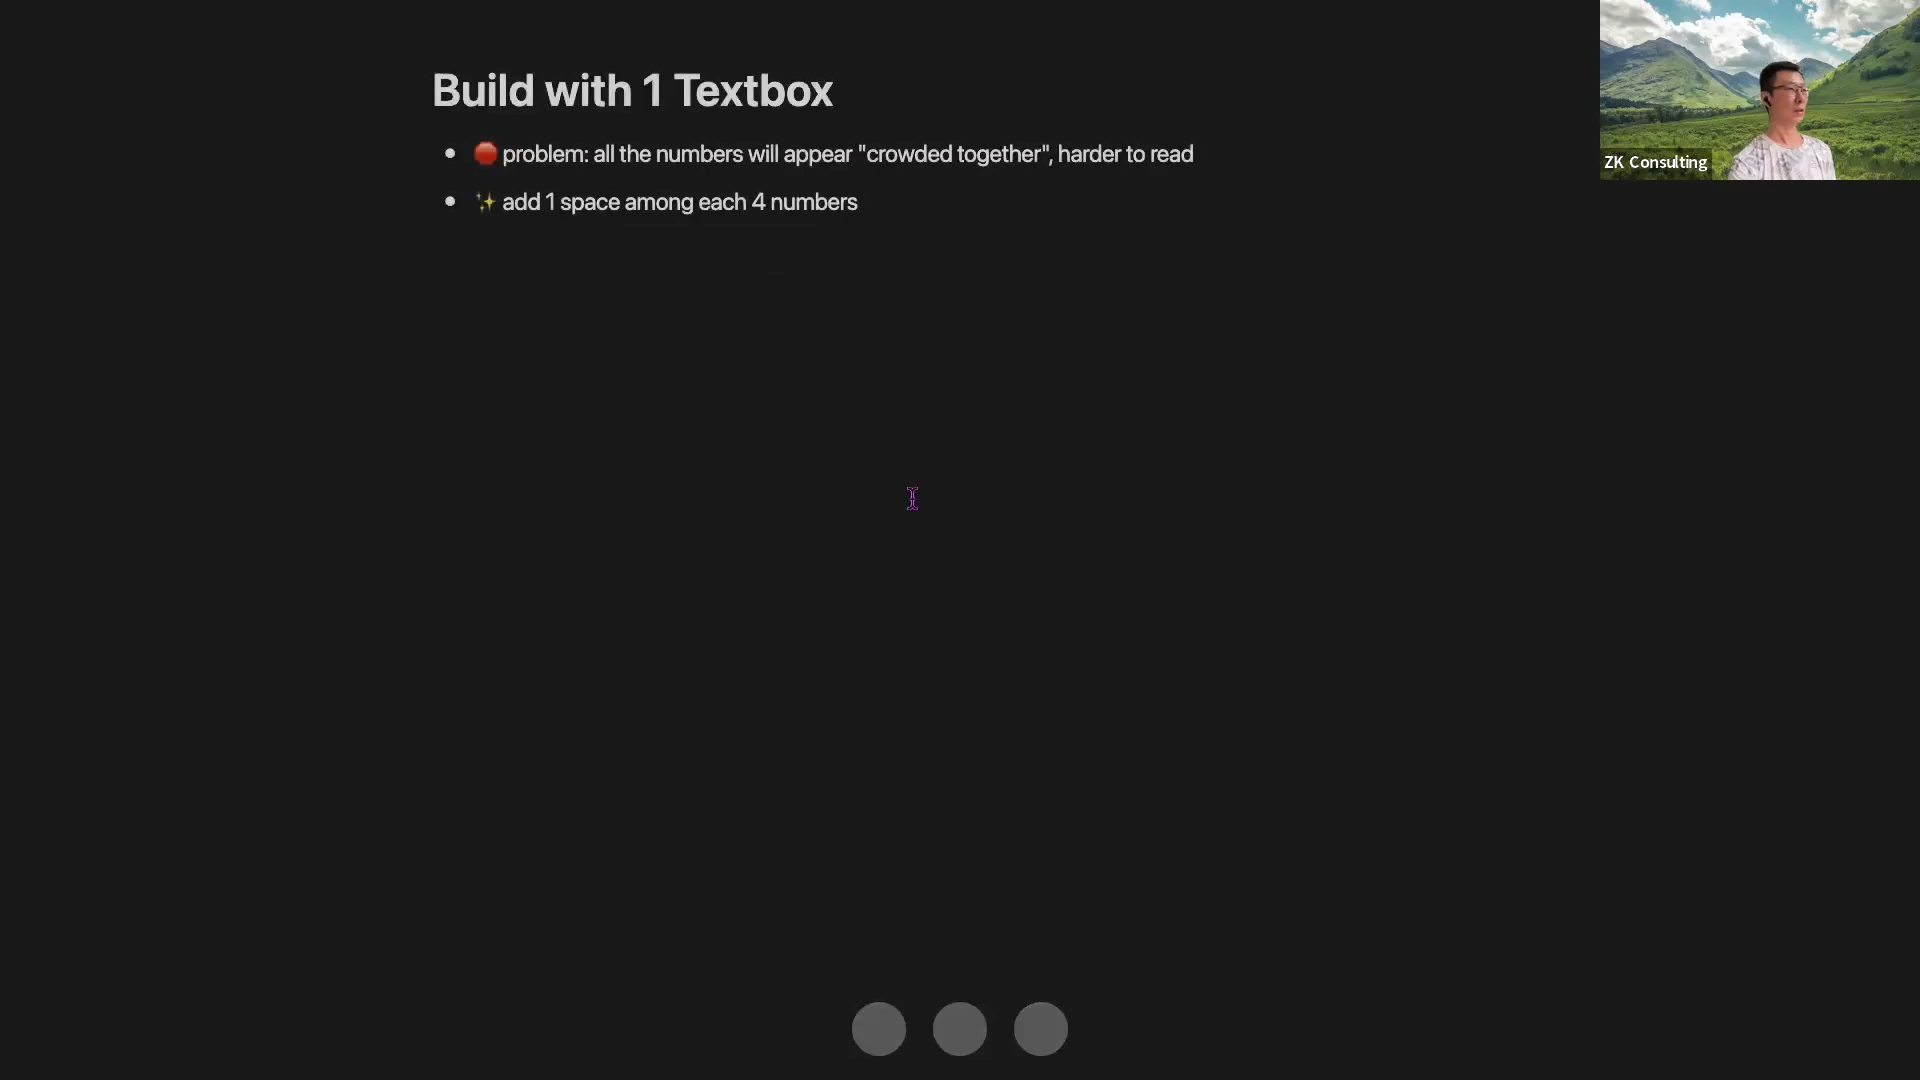 Build with 1 Textbox
• 🛑 problem: all the numbers will appear "crowded together", harder to read
• ✨ add 1 space among each 4 numbers
ZK Consulting